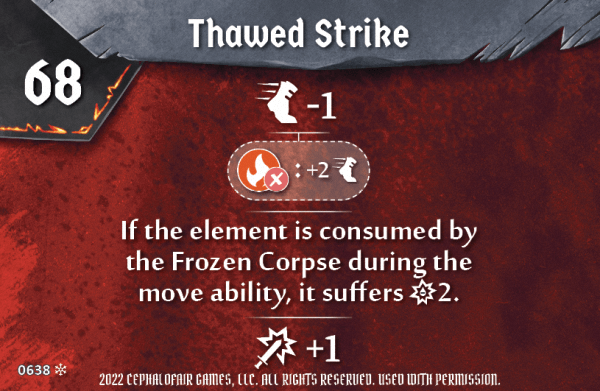 Thawed Strike
68
-1
: +2
If the element is consumed by
the Frozen Corpse during the
move ability, it suffers 2.
+1
0638
2022 CEPHALOFAIR GAMES, LLC. ALL RIGHTS RESERVED. USED WITH PERMISSION.